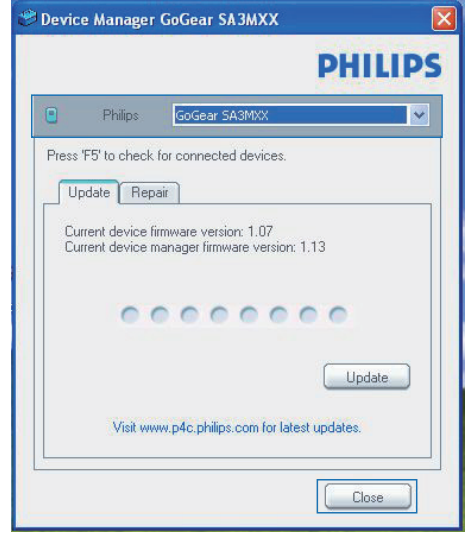 Device Manager GoGear SA3MXX
PHILIPS
Philips GoGear SA3MXX
Press 'F5' to check for connected devices.
Update Repair
Current device firmware version: 1.07
Current device manager firmware version: 1.13
Update
Visit www.p4c.philips.com for latest updates.
Close